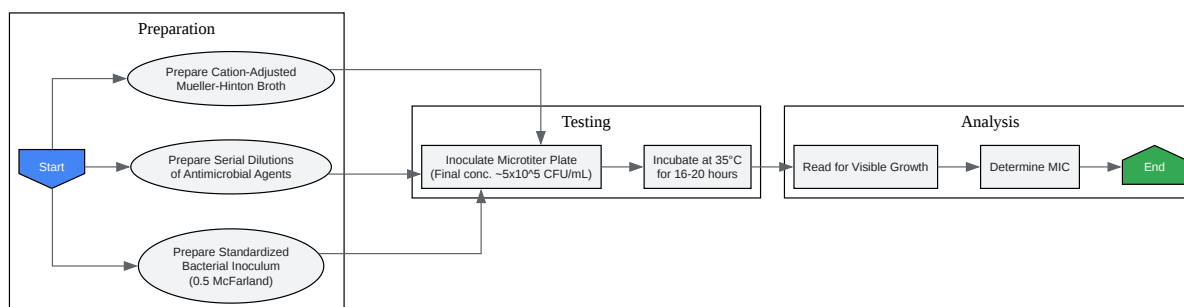 Preparation
Prepare Cation-Adjusted
Mueller-Hinton Broth
Start
Prepare Serial Dilutions
of Antimicrobial Agents
Prepare Standardized
Bacterial Inoculum
(0.5 McFarland)
Testing
Inoculate Microtiter Plate
(Final conc. ~5x10^5 CFU/mL)
Incubate at 35°C
for 16-20 hours
Analysis
Read for Visible Growth
Determine MIC
End